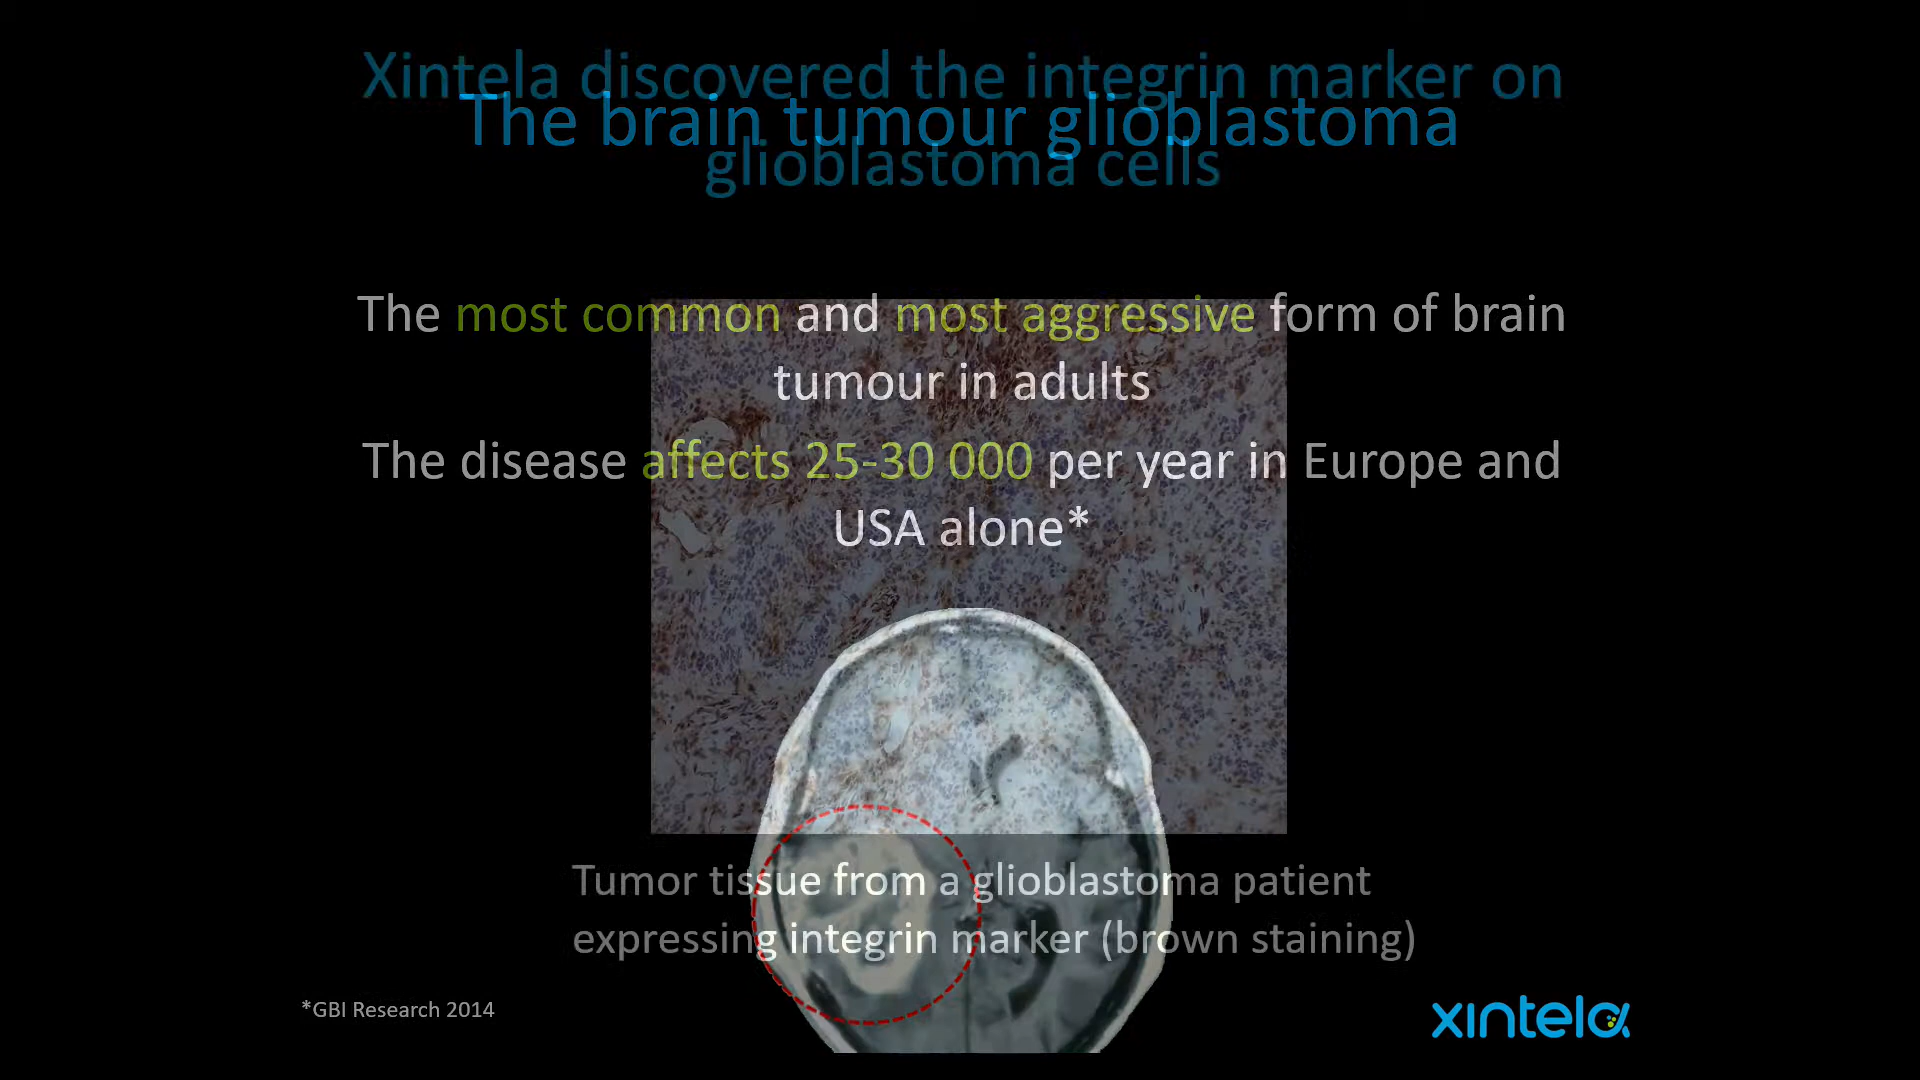 Xintela discovered the integrin marker on
glioblastoma cells
The brain tumour glioblastoma
The most common and most aggressive form of brain
tumour in adults
The disease affects 25-30 000 per year in Europe and
USA alone*
Tumor tissue from a glioblastoma patient
expressing integrin marker (brown staining)
*GBI Research 2014
xintela